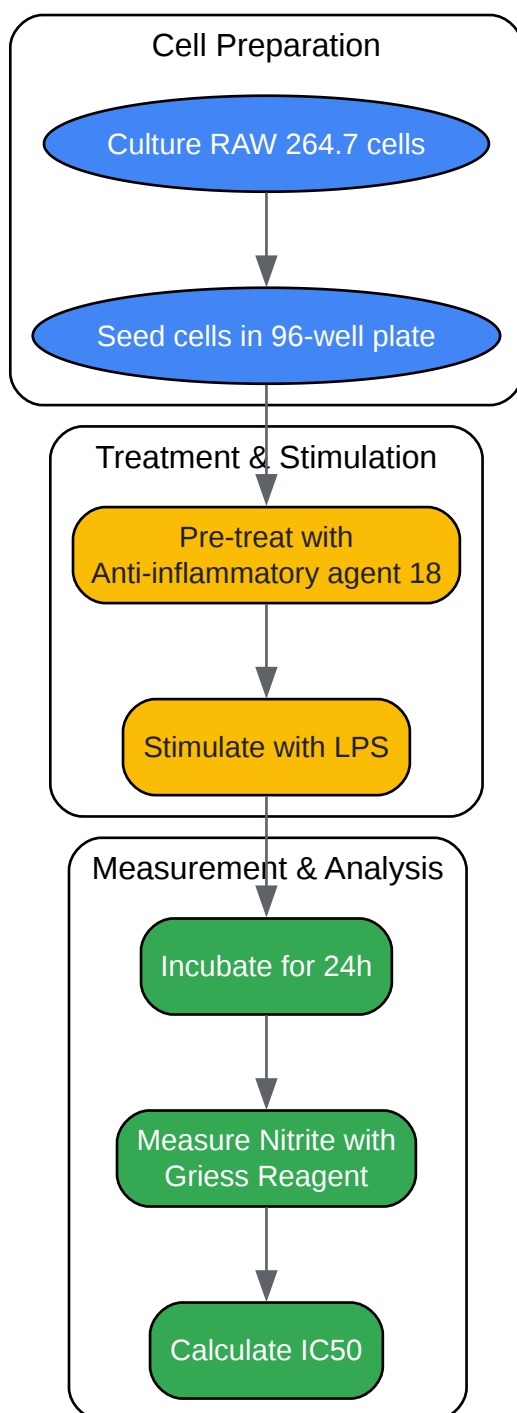 Cell Preparation
Culture RAW 264.7 cells
Seed cells in 96-well plate
Treatment & Stimulation
Pre-treat with
Anti-inflammatory agent 18
Stimulate with LPS
Measurement & Analysis
Incubate for 24h
Measure Nitrite with
Griess Reagent
Calculate IC50